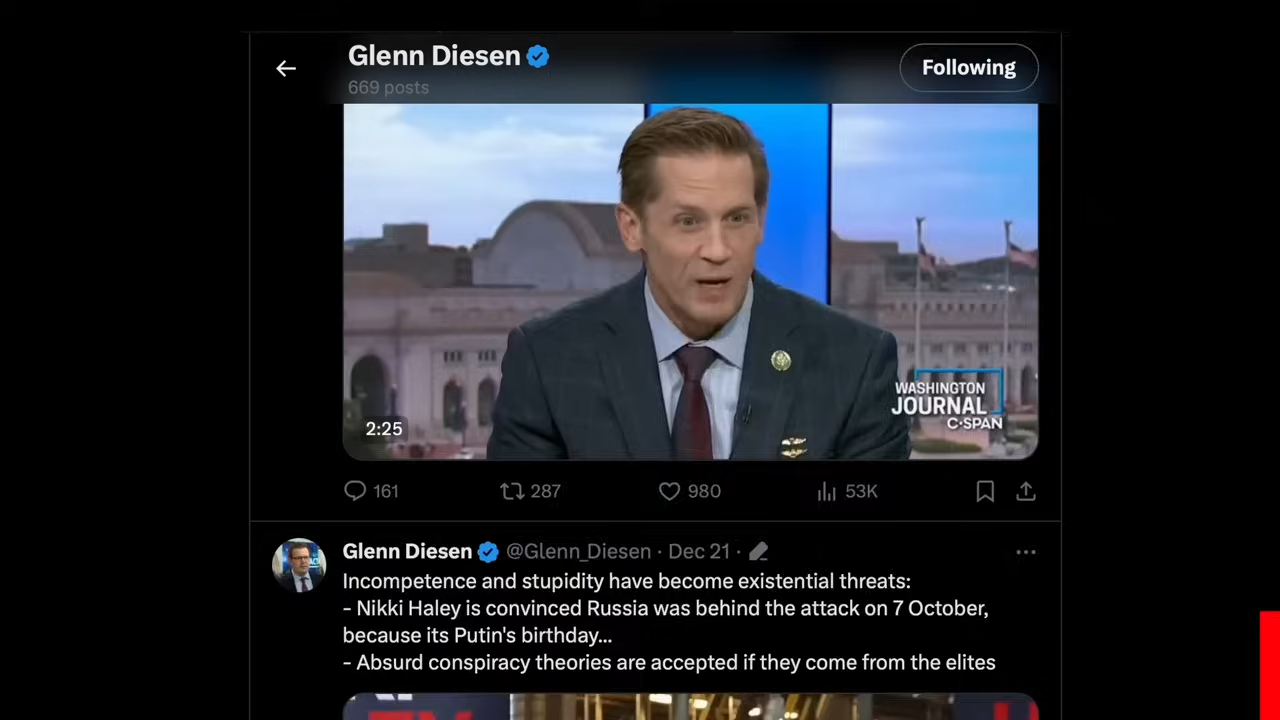 Glenn Diesen
669 posts
Following
WASHINGTON
JOURNAL
C-SPAN
2:25
161 287 980 53K
Glenn Diesen @Glenn_Diesen · Dec 21 ·
Incompetence and stupidity have become existential threats:
- Nikki Haley is convinced Russia was behind the attack on 7 October,
because its Putin's birthday...
- Absurd conspiracy theories are accepted if they come from the elites